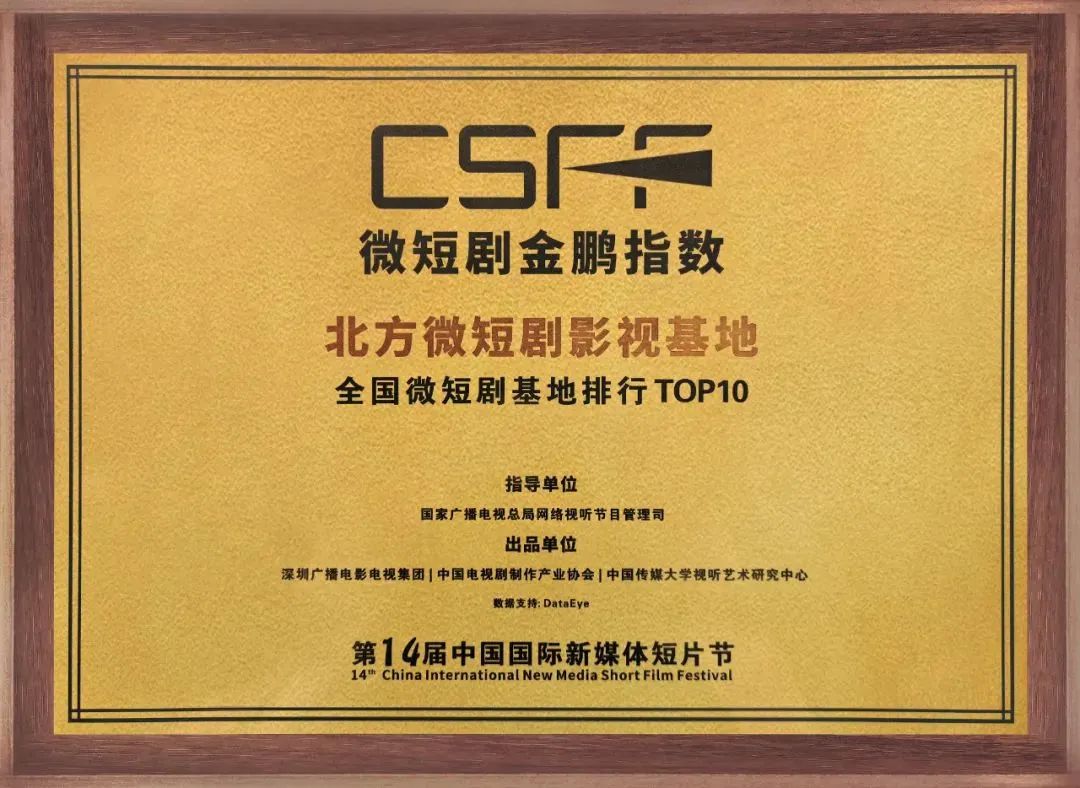 CSFF
微短剧金鹏指数
北方微短剧影视基地
全国微短剧基地排行 TOP10
指导单位
国家广播电视总局网络视听节目管理司
出品单位
深圳广播电影电视集团 | 中国电视剧制作产业协会 | 中国传媒大学视听艺术研究中心
数据支持: DataEye
第14届中国国际新媒体短片节
14th China International New Media Short Film Festival